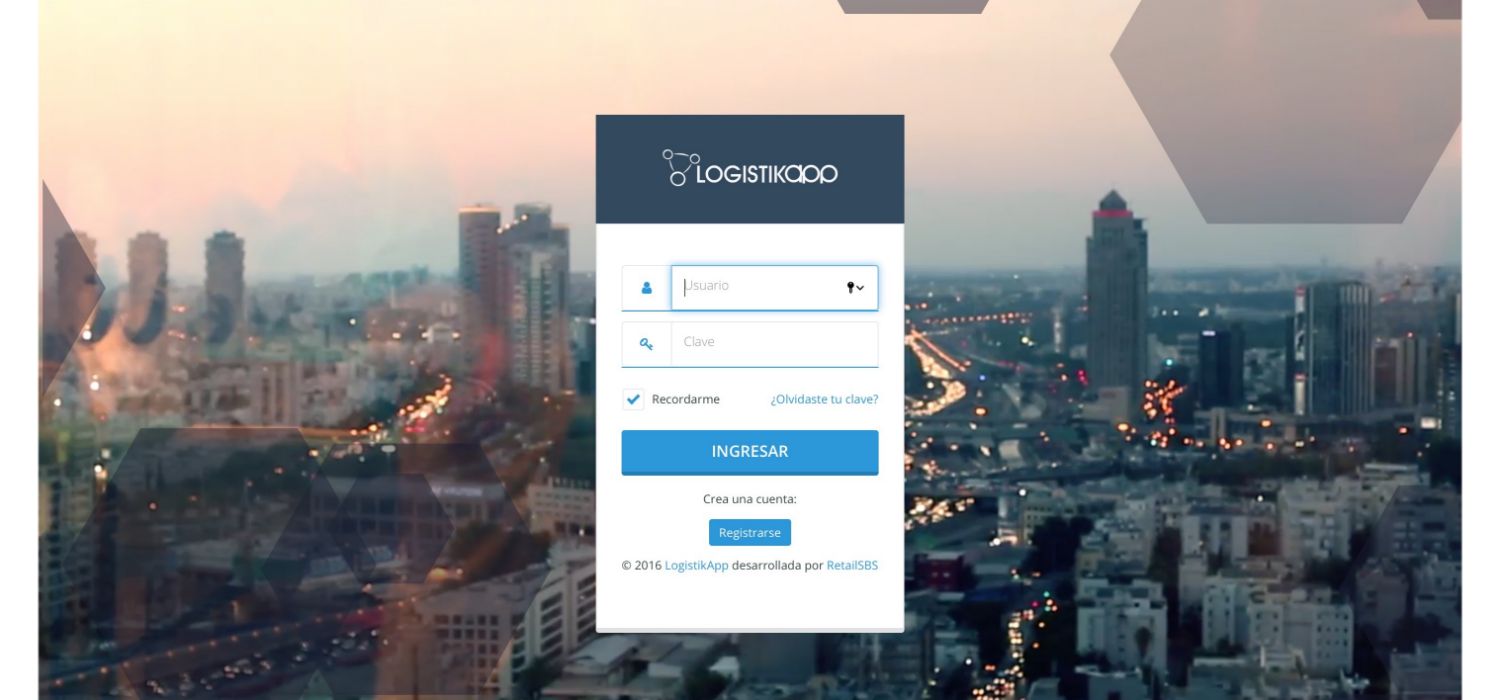 LOGISTIKapp
Usuario
Clave
Recordarme ¿Olvidaste tu clave?
INGRESAR
Crea una cuenta:
Registrarse
© 2016 LogistikApp desarrollada por RetailSBS